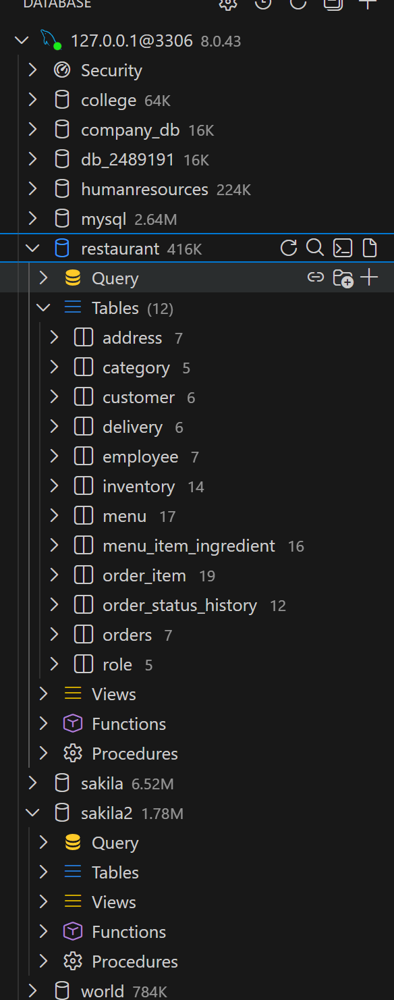 DATABASE
127.0.0.1@3306 8.0.43
Security
college 64K
company_db 16K
db_2489191 16K
humanresources 224K
mysql 2.64M
restaurant 416K
Query
Tables (12)
address 7
category 5
customer 6
delivery 6
employee 7
inventory 14
menu 17
menu_item_ingredient 16
order_item 19
order_status_history 12
orders 7
role 5
Views
Functions
Procedures
sakila 6.52M
sakila2 1.78M
Query
Tables
Views
Functions
Procedures
world 784K